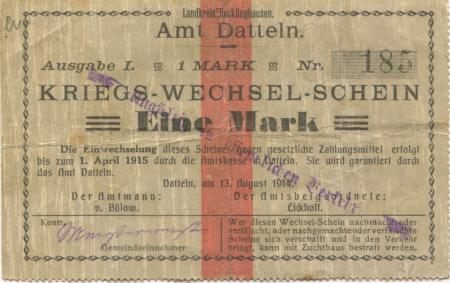 Landkreis Recklinghausen.
Amt Datteln.
Ausgabe I. 1 MARK Nr. 185
KRIEGS-WECHSEL-SCHEIN
Eine Mark
Die Einwechselung dieses Scheines gegen gesetzliche Zahlungsmittel erfolgt
bis zum 1. April 1915 durch die Amtskasse Datteln. Sie wird garantiert durch
das Amt Datteln.
Datteln, am 13. August 1914.
Der Amtmann: Der Amtsbeigeordnete:
v. Bülow. Eickhoff.
Kontr.
Gemeindeeinnehmer
Wer diesen Wechsel-Schein nachmacht oder
verfälscht, oder nachgemachte oder verfälschte
Scheine sich verschafft und in den Verkehr
bringt, kann mit Zuchthaus bestraft werden.